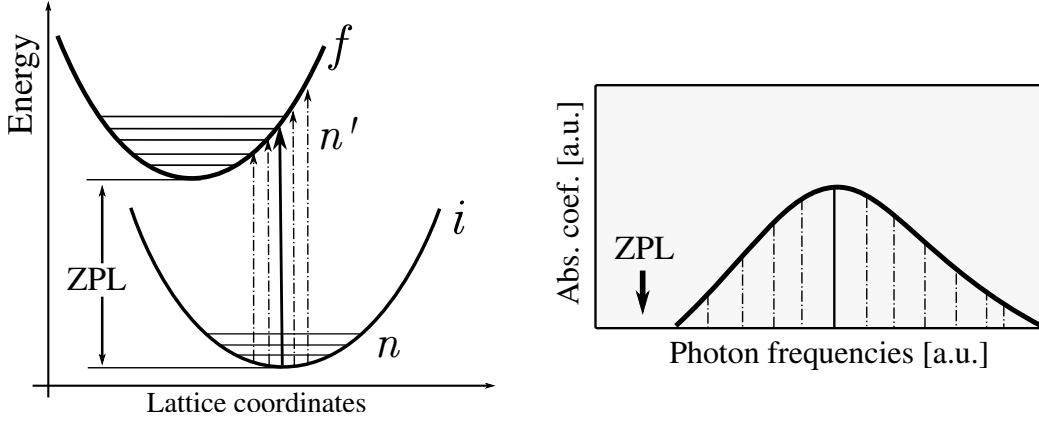 Energy
f
n'
i
ZPL
n
Lattice coordinates
Abs. coef. [a.u.]
ZPL
Photon frequencies [a.u.]